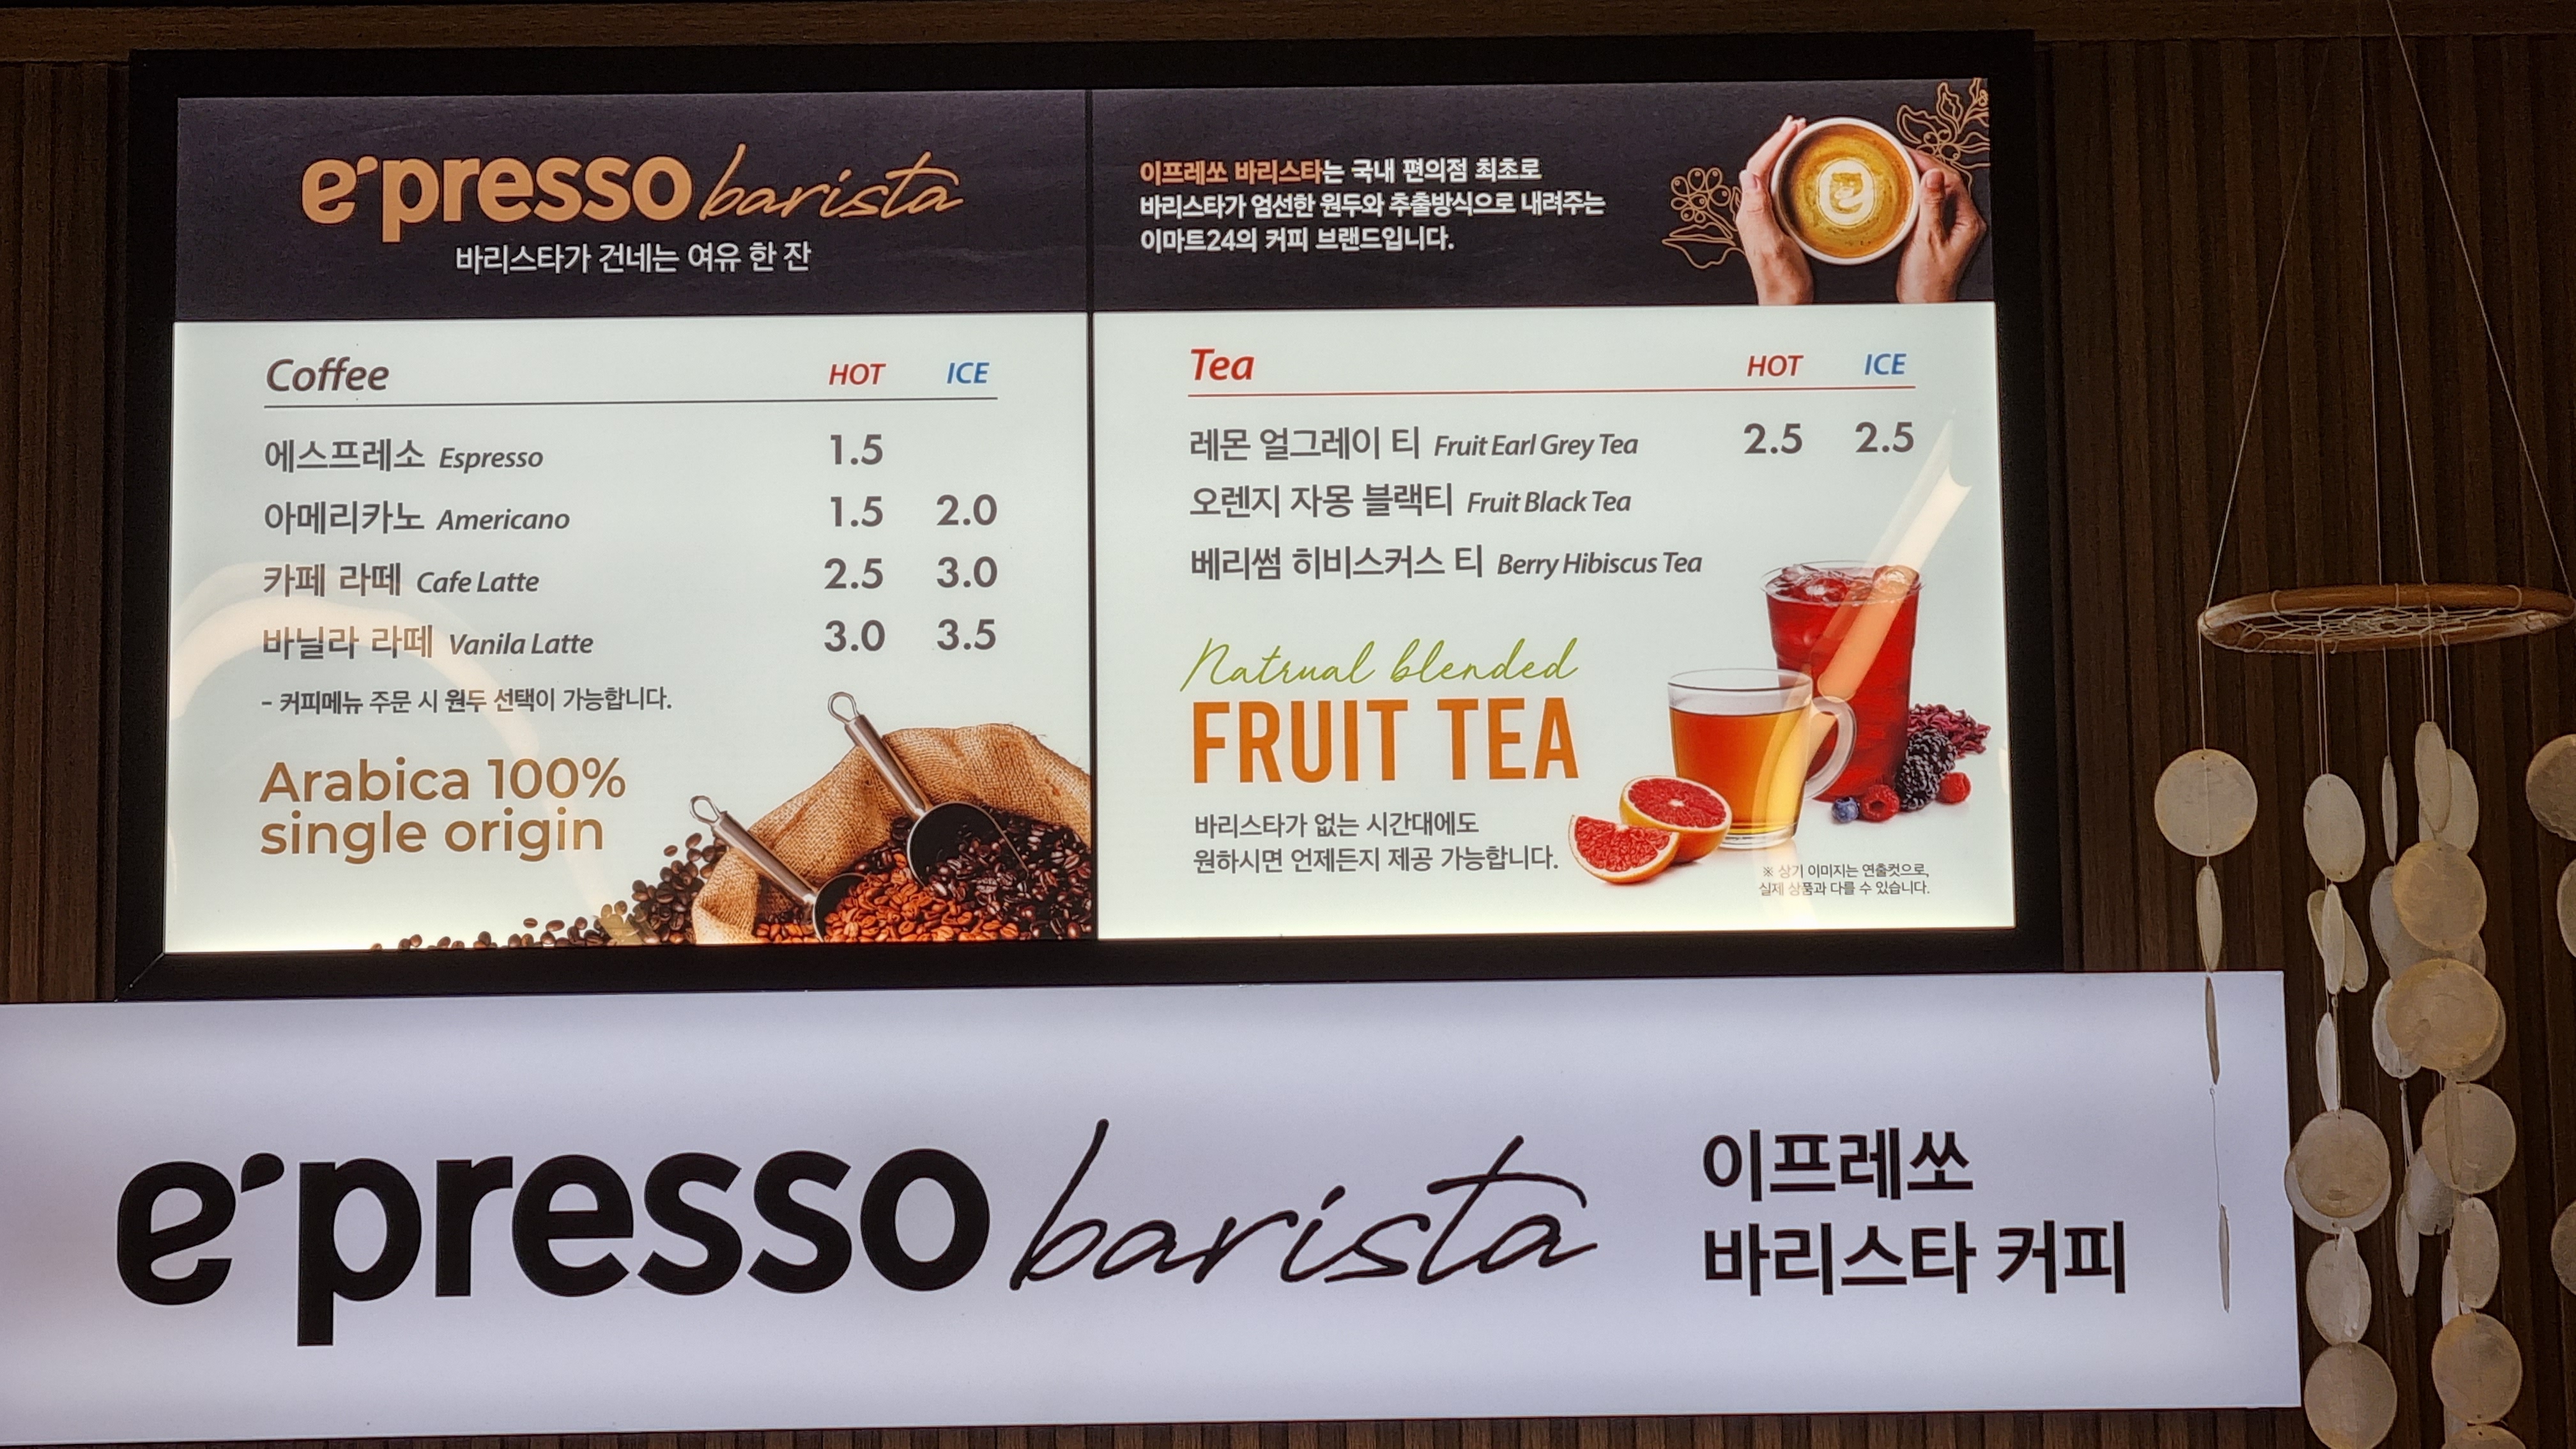 e'presso barista
바리스타가 건네는 여유 한 잔
이프레쏘 바리스타는 국내 편의점 최초로
바리스타가 엄선한 원두와 추출방식으로 내려주는
이마트24의 커피 브랜드입니다.
Coffee HOT ICE
에스프레소 Espresso 1.5
아메리카노 Americano 1.5 2.0
카페 라떼 Cafe Latte 2.5 3.0
바닐라 라떼 Vanila Latte 3.0 3.5
- 커피메뉴 주문 시 원두 선택이 가능합니다.
Arabica 100%
single origin
Tea HOT ICE
레몬 얼그레이 티 Fruit Earl Grey Tea 2.5 2.5
오렌지 자몽 블랙티 Fruit Black Tea
베리썸 히비스커스 티 Berry Hibiscus Tea
Natrual blended
FRUIT TEA
바리스타가 없는 시간대에도
원하시면 언제든지 제공 가능합니다.
※ 상기 이미지는 연출컷으로,
실제 상품과 다를 수 있습니다.
e'presso barista
이프레쏘
바리스타 커피